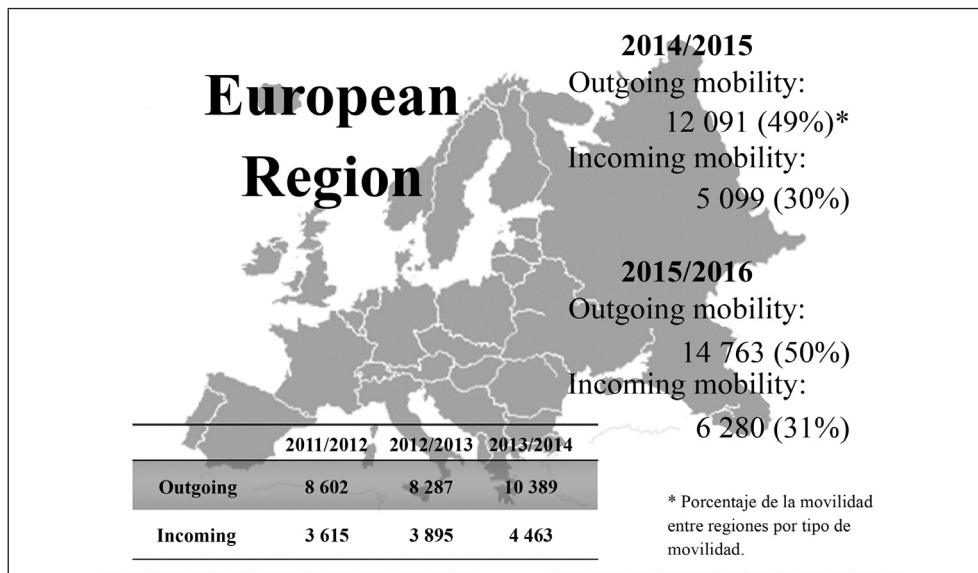 European
Region
2014/2015
Outgoing mobility:
12 091 (49%)*
Incoming mobility:
5 099 (30%)
2015/2016
Outgoing mobility:
14 763 (50%)
Incoming mobility:
6 280 (31%)
2011/2012 2012/2013 2013/2014
Outgoing 8 602 8 287 10 389
Incoming 3 615 3 895 4 463
* Porcentaje de la movilidad
entre regiones por tipo de
movilidad.